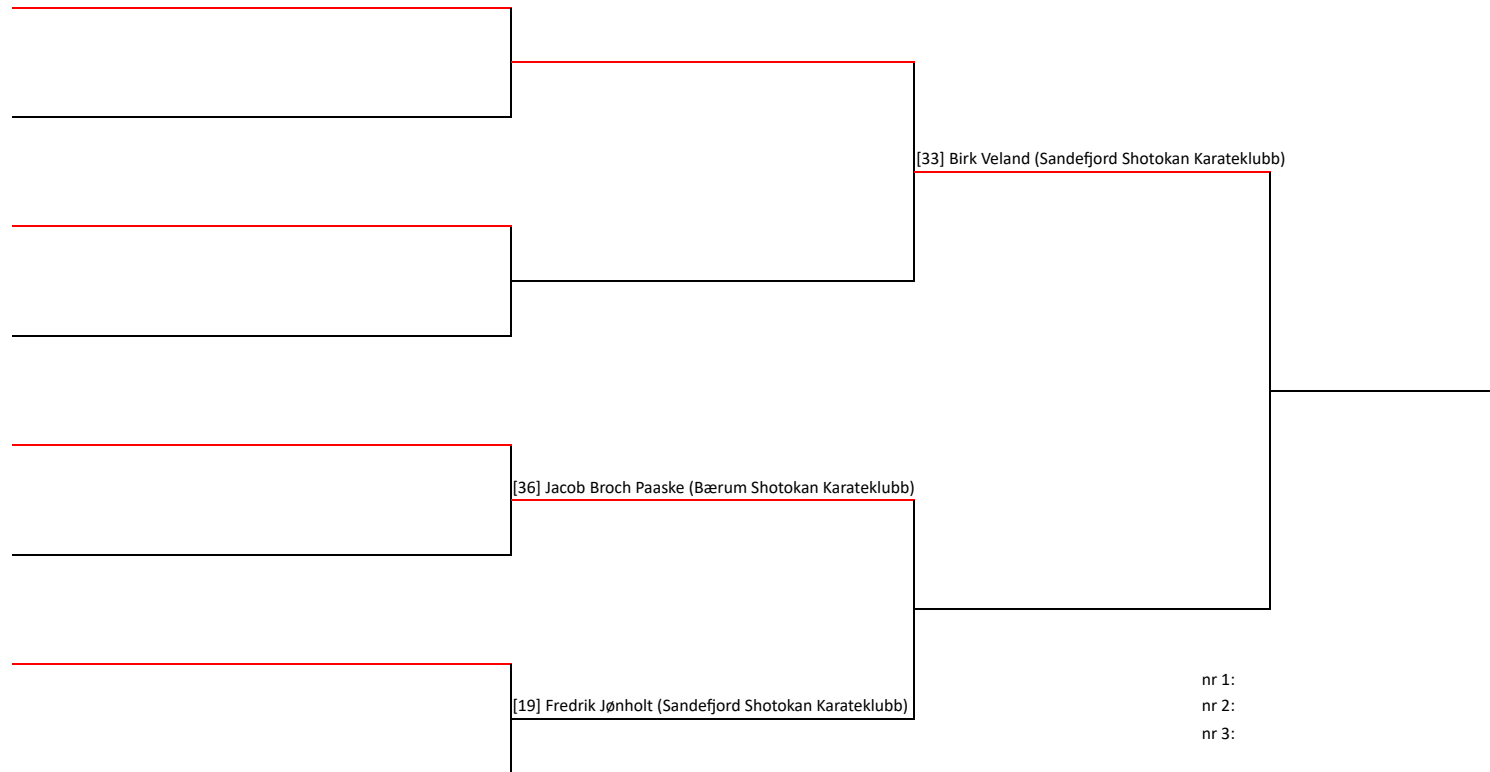 [33] Birk Veland (Sandefjord Shotokan Karateklubb)
[36] Jacob Broch Paaske (Bærum Shotokan Karateklubb)
[19] Fredrik Jønholt (Sandefjord Shotokan Karateklubb)
nr 1:
nr 2:
nr 3: